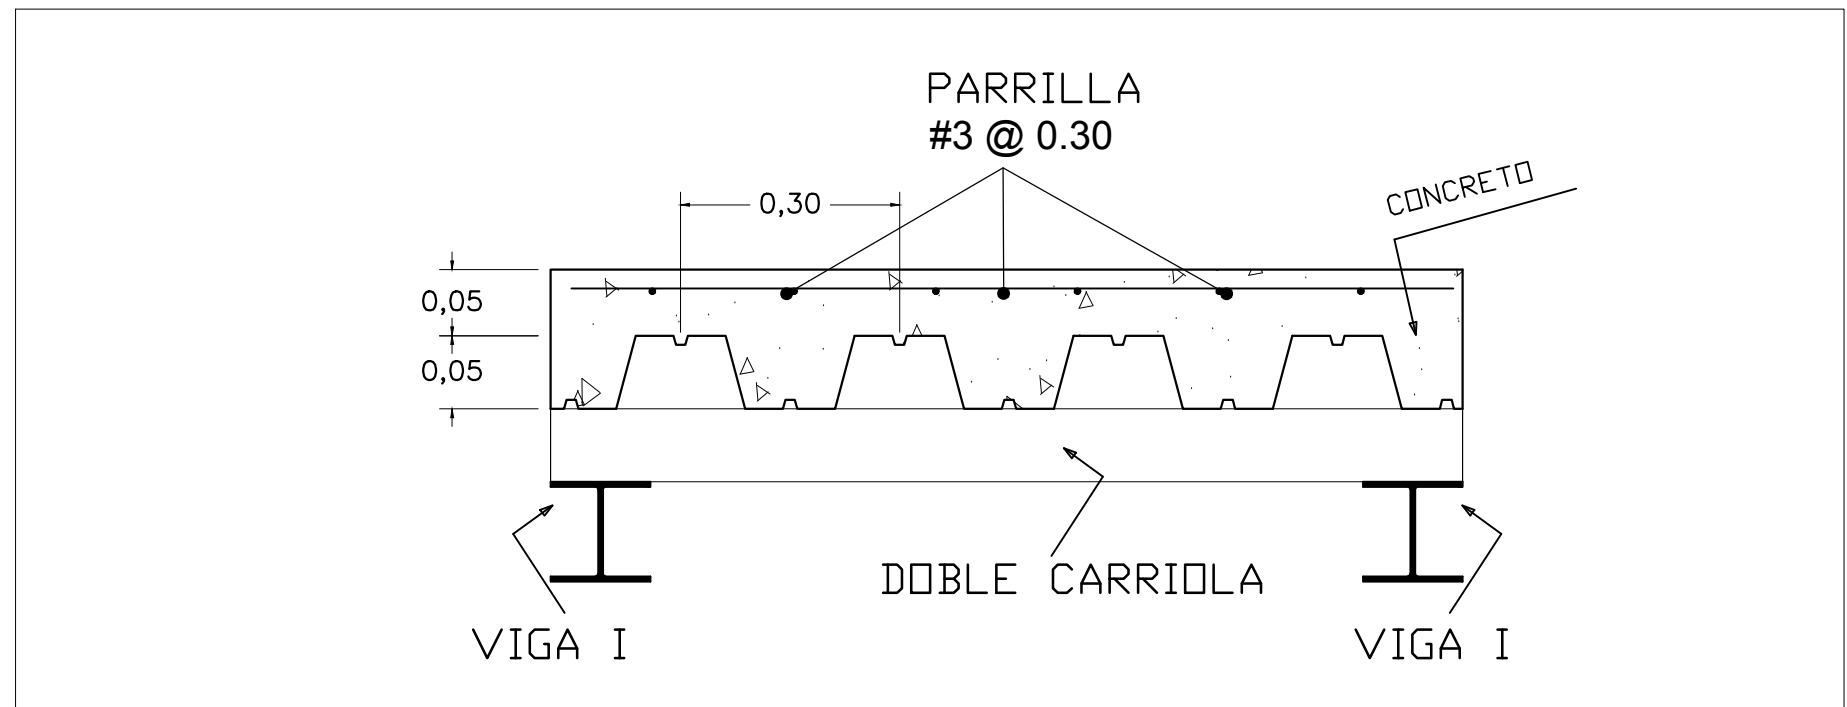 PARRILLA
#3 @ 0.30
CONCRETO
0,30
0,05
0,05
DOBLE CARRIOLA
VIGA I
VIGA I